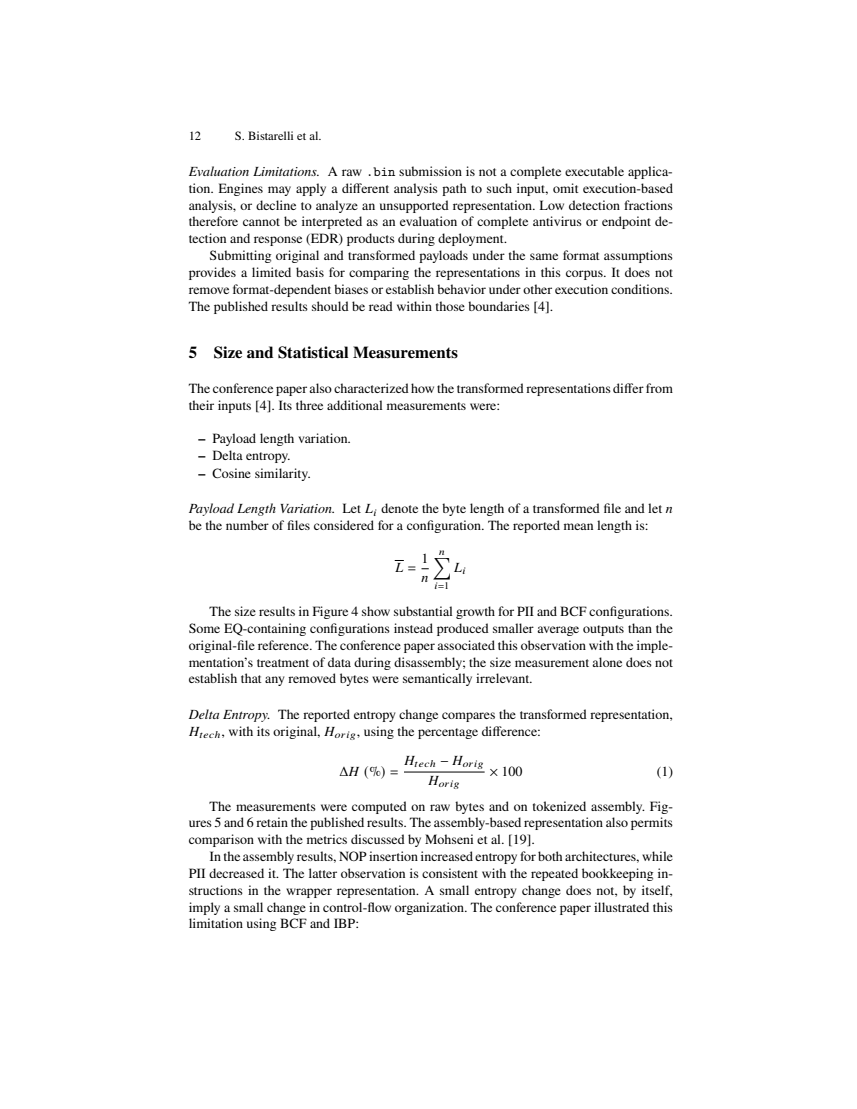 12 S. Bistarelli et al.
Evaluation Limitations. A raw .bin submission is not a complete executable applica-
tion. Engines may apply a different analysis path to such input, omit execution-based
analysis, or decline to analyze an unsupported representation. Low detection fractions
therefore cannot be interpreted as an evaluation of complete antivirus or endpoint de-
tection and response (EDR) products during deployment.
Submitting original and transformed payloads under the same format assumptions
provides a limited basis for comparing the representations in this corpus. It does not
remove format-dependent biases or establish behavior under other execution conditions.
The published results should be read within those boundaries [4].
5 Size and Statistical Measurements
The conference paper also characterized how the transformed representations differ from
their inputs [4]. Its three additional measurements were:
– Payload length variation.
– Delta entropy.
– Cosine similarity.
Payload Length Variation. Let L_i denote the byte length of a transformed file and let n
be the number of files considered for a configuration. The reported mean length is:
L̅ = \frac{1}{n} \sum_{i=1}^{n} L_i
The size results in Figure 4 show substantial growth for PII and BCF configurations.
Some EQ-containing configurations instead produced smaller average outputs than the
original-file reference. The conference paper associated this observation with the imple-
mentation's treatment of data during disassembly; the size measurement alone does not
establish that any removed bytes were semantically irrelevant.
Delta Entropy. The reported entropy change compares the transformed representation,
H_{tech}, with its original, H_{orig}, using the percentage difference:
ΔH (%) = \frac{H_{tech} − H_{orig}}{H_{orig}} × 100 (1)
The measurements were computed on raw bytes and on tokenized assembly. Fig-
ures 5 and 6 retain the published results. The assembly-based representation also permits
comparison with the metrics discussed by Mohseni et al. [19].
In the assembly results, NOP insertion increased entropy for both architectures, while
PII decreased it. The latter observation is consistent with the repeated bookkeeping in-
structions in the wrapper representation. A small entropy change does not, by itself,
imply a small change in control-flow organization. The conference paper illustrated this
limitation using BCF and IBP: